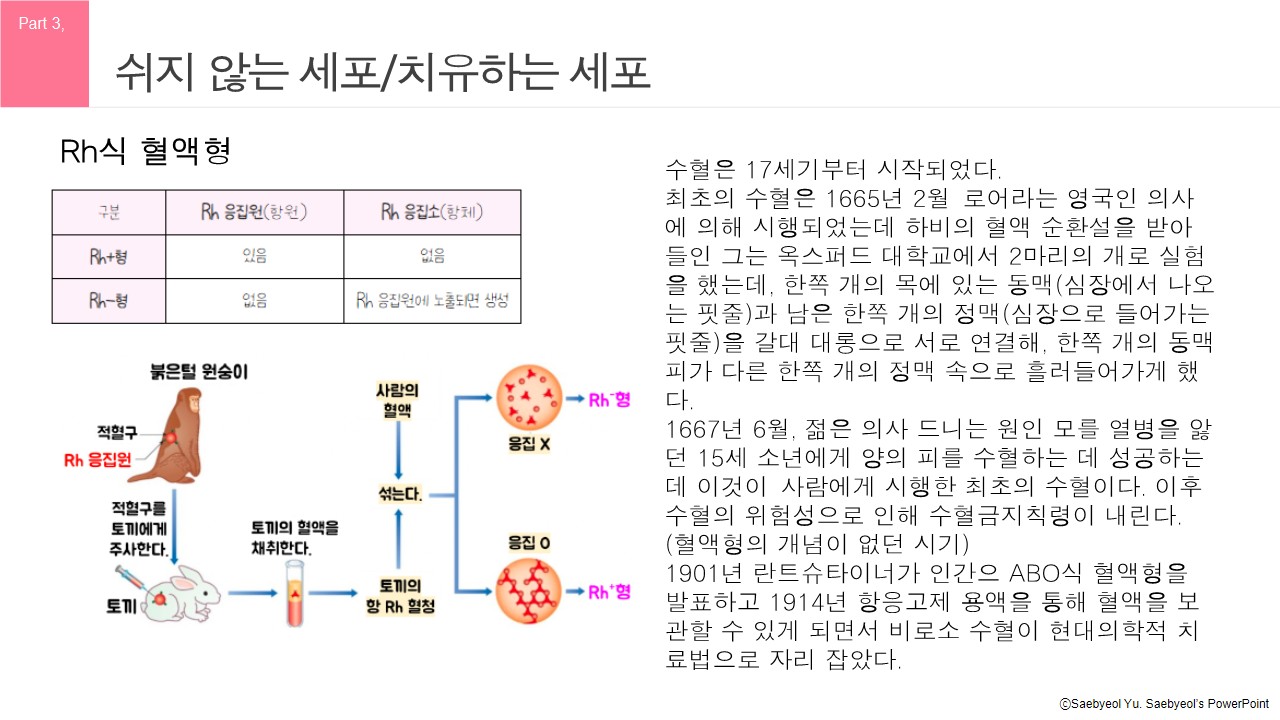 Part 3,
쉬지 않는 세포/치유하는 세포
Rh식 혈액형
구분 Rh 응집원(항원) Rh 응집소(항체)
Rh+형 있음 없음
Rh-형 없음 Rh 응집원에 노출되면 생성
붉은털 원숭이
적혈구
Rh 응집원
적혈구를
토끼에게
주사한다.
토끼
토끼의 혈액을
채취한다.
사람의
혈액
섞는다.
토끼의
항 Rh 혈청
응집 X
Rh⁻형
응집 O
Rh⁺형
수혈은 17세기부터 시작되었다.
최초의 수혈은 1665년 2월 로어라는 영국인 의사
에 의해 시행되었는데 하비의 혈액 순환설을 받아
들인 그는 옥스퍼드 대학교에서 2마리의 개로 실험
을 했는데, 한쪽 개의 목에 있는 동맥(심장에서 나오
는 핏줄)과 남은 한쪽 개의 정맥(심장으로 들어가는
핏줄)을 갈대 대롱으로 서로 연결해, 한쪽 개의 동맥
피가 다른 한쪽 개의 정맥 속으로 흘러들어가게 했
다.
1667년 6월, 젊은 의사 드니는 원인 모를 열병을 앓
던 15세 소년에게 양의 피를 수혈하는 데 성공하는
데 이것이 사람에게 시행한 최초의 수혈이다. 이후
수혈의 위험성으로 인해 수혈금지칙령이 내린다.
(혈액형의 개념이 없던 시기)
1901년 란트슈타이너가 인간으 ABO식 혈액형을
발표하고 1914년 항응고제 용액을 통해 혈액을 보
관할 수 있게 되면서 비로소 수혈이 현대의학적 치
료법으로 자리 잡았다.
ⓒSaebyeol Yu. Saebyeol's PowerPoint